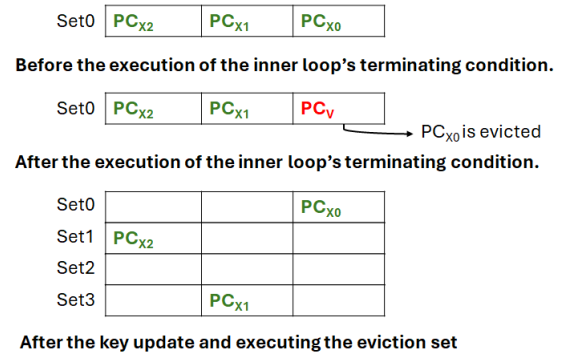 Set0 PCX2 PCX1 PCX0
Before the execution of the inner loop's terminating condition.
Set0 PCX2 PCX1 PCV
PCX0 is evicted
After the execution of the inner loop's terminating condition.
Set0 PCX0
Set1 PCX2
Set2
Set3 PCX1
After the key update and executing the eviction set